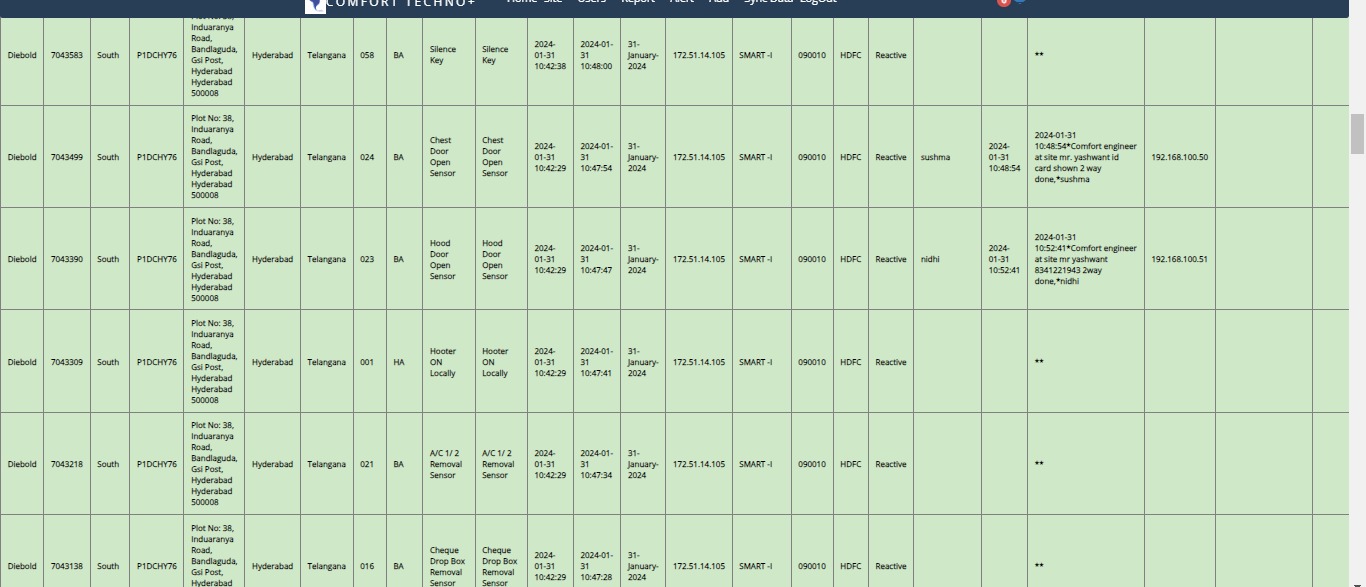 COMFORT TECHNO+ Home Site Users Report Alert Add SyncData LogOut
Diebold 7043583 South P1DCHY76 Plot No: 38, Induaranya Road, Bandlaguda, Gsi Post, Hyderabad Hyderabad 500008 Hyderabad Telangana 058 BA Silence Key Silence Key 2024-01-31 10:42:38 2024-01-31 10:48:00 31-January-2024 172.51.14.105 SMART -I 090010 HDFC Reactive **
Diebold 7043499 South P1DCHY76 Plot No: 38, Induaranya Road, Bandlaguda, Gsi Post, Hyderabad Hyderabad 500008 Hyderabad Telangana 024 BA Chest Door Open Sensor Chest Door Open Sensor 2024-01-31 10:42:29 2024-01-31 10:47:54 31-January-2024 172.51.14.105 SMART -I 090010 HDFC Reactive sushma 2024-01-31 10:48:54 2024-01-31 10:48:54*Comfort engineer at site mr. yashwant id card shown 2 way done,*sushma 192.168.100.50
Diebold 7043390 South P1DCHY76 Plot No: 38, Induaranya Road, Bandlaguda, Gsi Post, Hyderabad Hyderabad 500008 Hyderabad Telangana 023 BA Hood Door Open Sensor Hood Door Open Sensor 2024-01-31 10:42:29 2024-01-31 10:47:47 31-January-2024 172.51.14.105 SMART -I 090010 HDFC Reactive nidhi 2024-01-31 10:52:41 2024-01-31 10:52:41*Comfort engineer at site mr yashwant 8341221943 2way done,*nidhi 192.168.100.51
Diebold 7043309 South P1DCHY76 Plot No: 38, Induaranya Road, Bandlaguda, Gsi Post, Hyderabad Hyderabad 500008 Hyderabad Telangana 001 HA Hooter ON Locally Hooter ON Locally 2024-01-31 10:42:29 2024-01-31 10:47:41 31-January-2024 172.51.14.105 SMART -I 090010 HDFC Reactive **
Diebold 7043218 South P1DCHY76 Plot No: 38, Induaranya Road, Bandlaguda, Gsi Post, Hyderabad Hyderabad 500008 Hyderabad Telangana 021 BA A/C 1/ 2 Removal Sensor A/C 1/ 2 Removal Sensor 2024-01-31 10:42:29 2024-01-31 10:47:34 31-January-2024 172.51.14.105 SMART -I 090010 HDFC Reactive **
Diebold 7043138 South P1DCHY76 Plot No: 38, Induaranya Road, Bandlaguda, Gsi Post, Hyderabad Hyderabad Telangana 016 BA Cheque Drop Box Removal Sensor Cheque Drop Box Removal Sensor 2024-01-31 10:42:29 2024-01-31 10:47:28 31-January-2024 172.51.14.105 SMART -I 090010 HDFC Reactive **